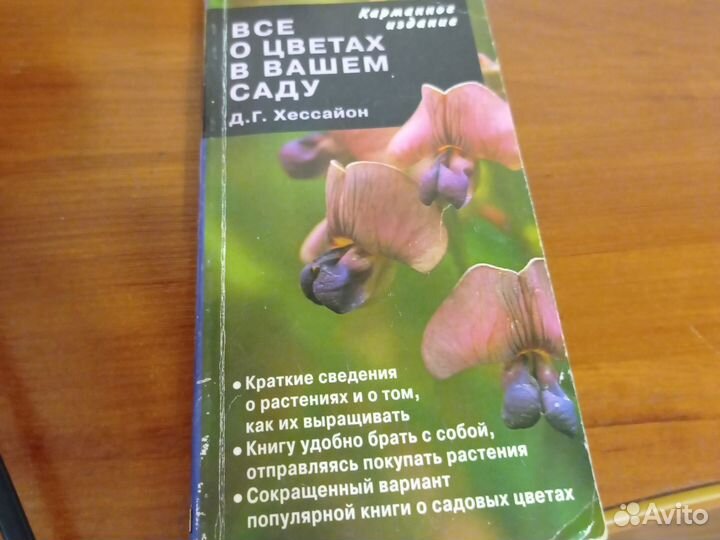 Карманное
издание
ВСЕ
О ЦВЕТАХ
В ВАШЕМ
САДУ
Д.Г. Хессайон
• Краткие сведения
о растениях и о том,
как их выращивать
• Книгу удобно брать с собой,
отправляясь покупать растения
• Сокращенный вариант
популярной книги о садовых цветах
Avito